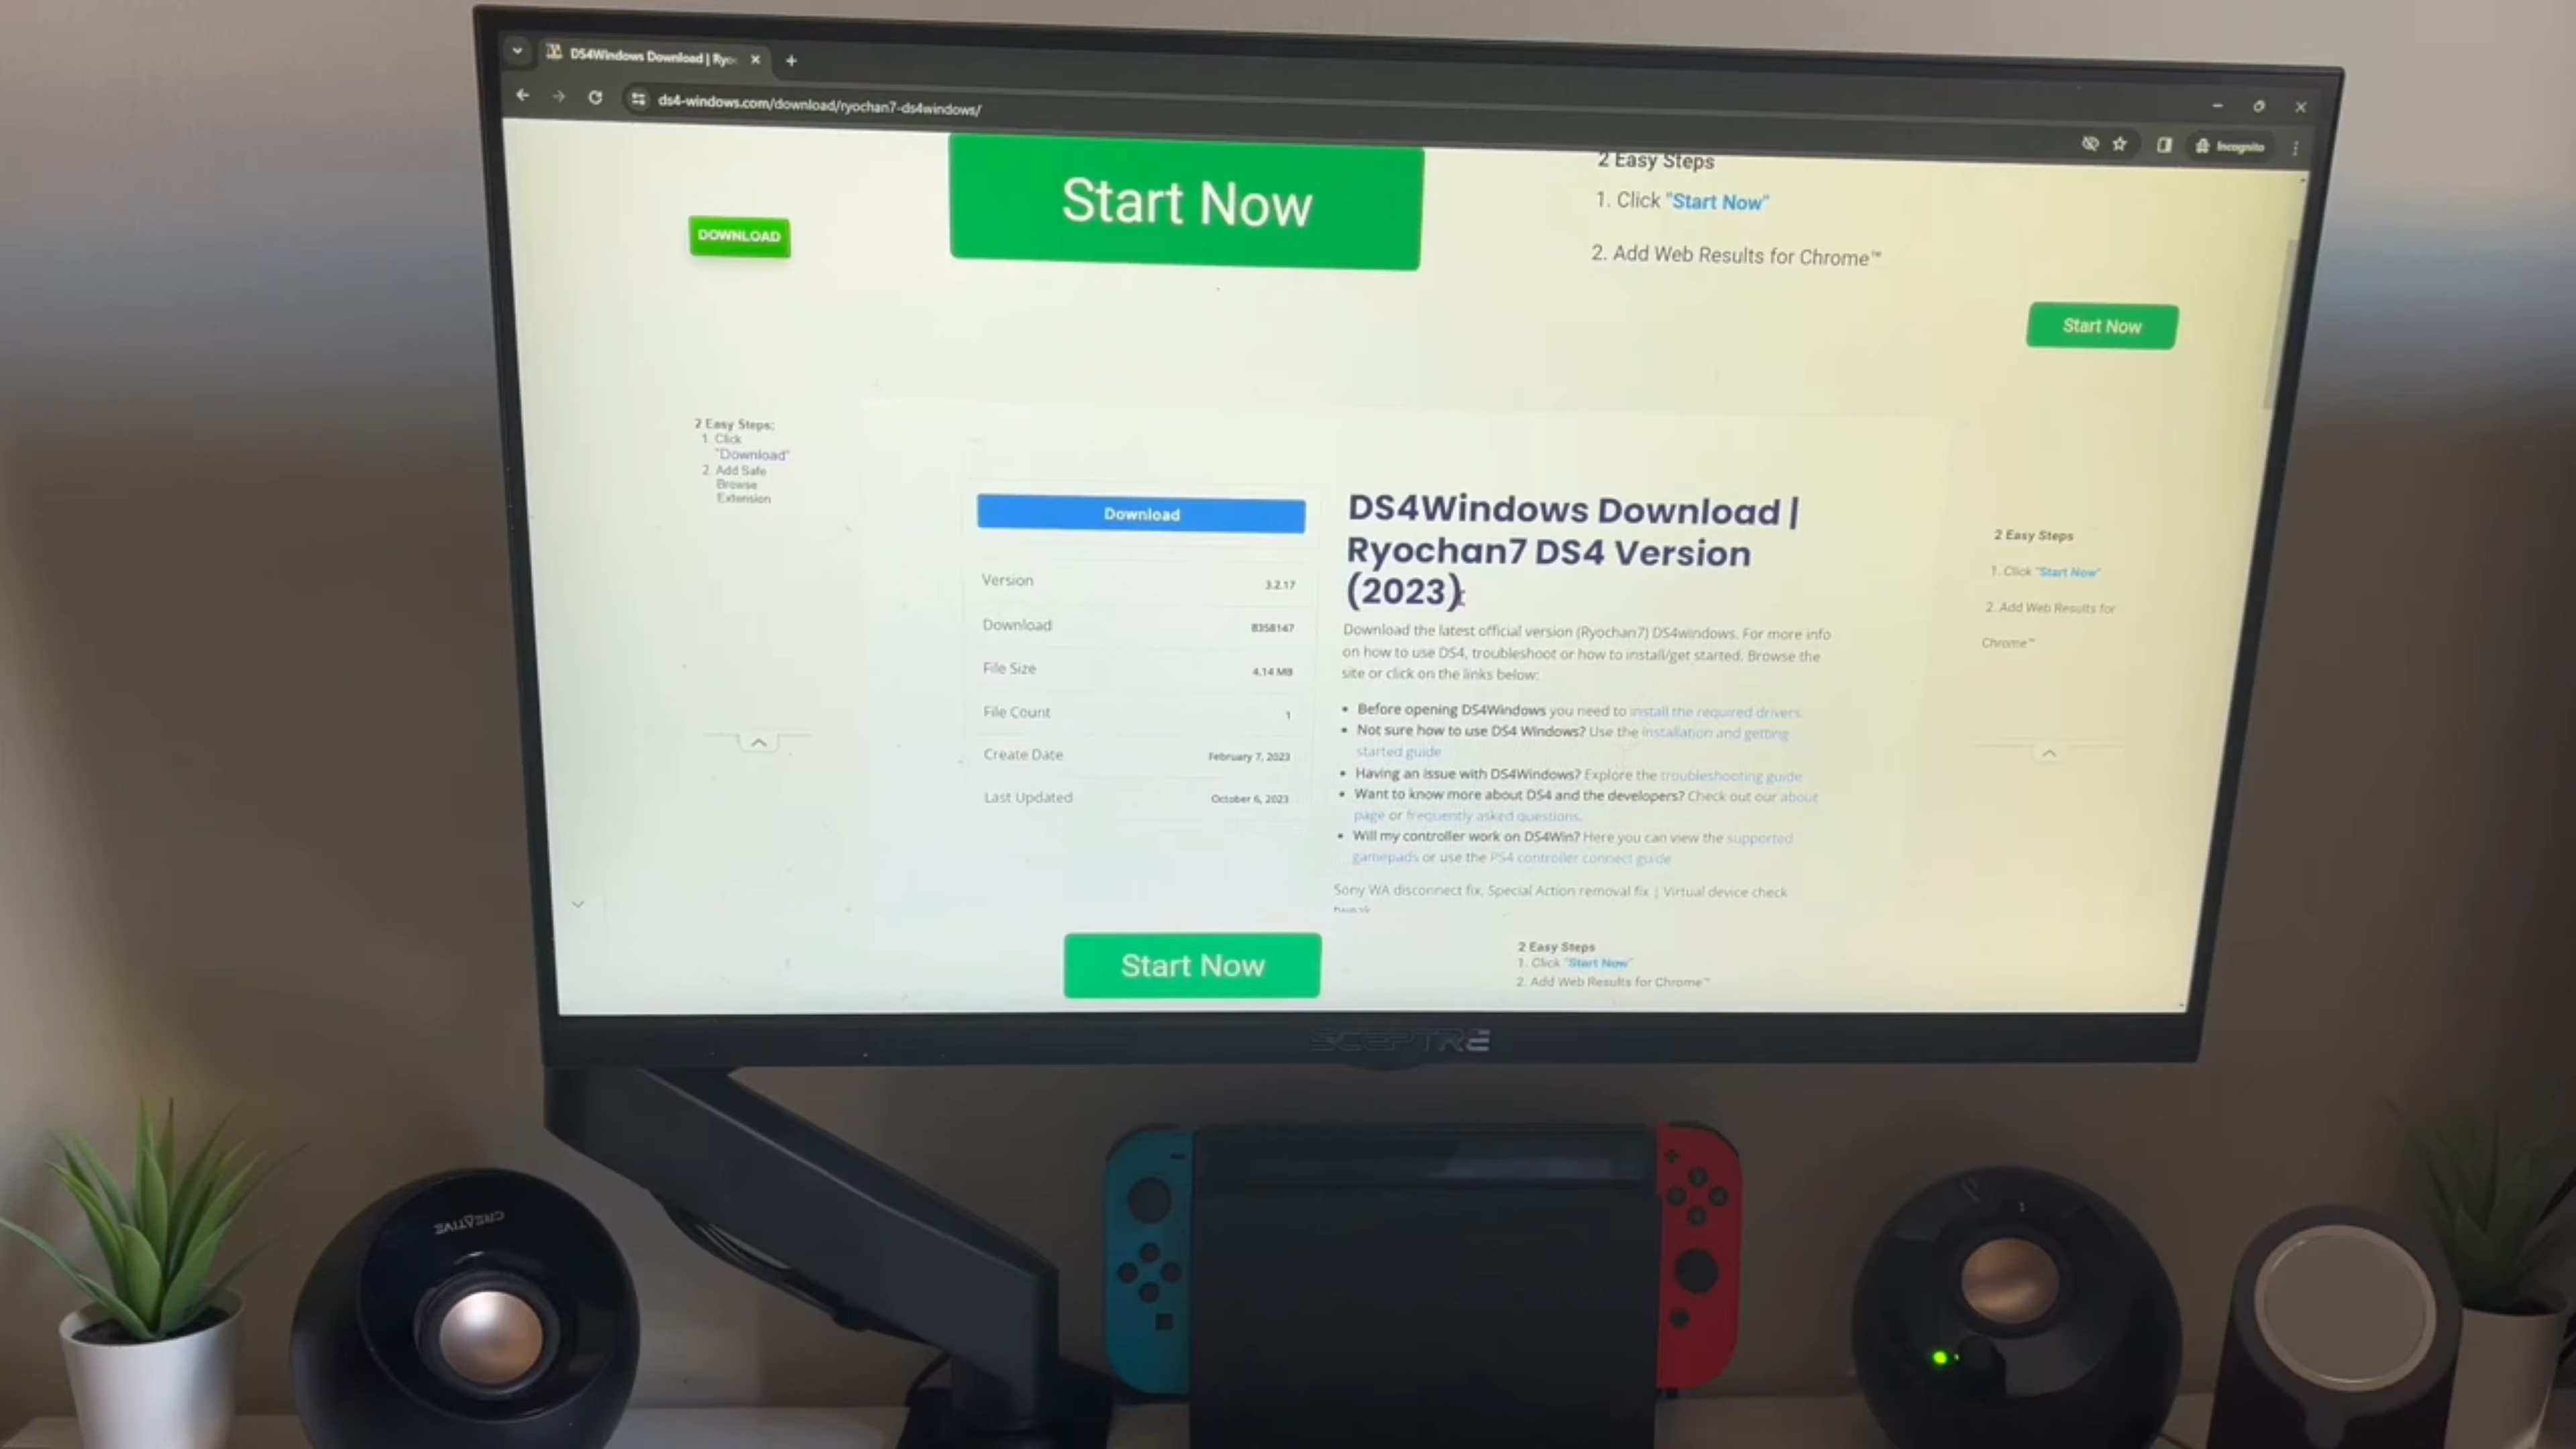 DS4Windows Download | Ryo
ds4-windows.com/download/ryochan7-ds4windows/
Incognito
Start Now
2 Easy Steps
1. Click "Start Now"
2. Add Web Results for Chrome™
DOWNLOAD
Start Now
2 Easy Steps:
1. Click
"Download"
2. Add Safe
Browse
Extension
Download
Version 3.2.17
Download 8358147
File Size 4.14 MB
File Count 1
Create Date February 7, 2023
Last Updated October 6, 2023
DS4Windows Download |
Ryochan7 DS4 Version
(2023)
Download the latest official version (Ryochan7) DS4windows. For more info
on how to use DS4, troubleshoot or how to install/get started. Browse the
site or click on the links below:
• Before opening DS4Windows you need to install the required drivers.
• Not sure how to use DS4 Windows? Use the installation and getting
started guide
• Having an issue with DS4Windows? Explore the troubleshooting guide
• Want to know more about DS4 and the developers? Check out our about
page or frequently asked questions.
• Will my controller work on DS4Win? Here you can view the supported
gamepads or use the PS4 controller connect guide
Sony WA disconnect fix, Special Action removal fix | Virtual device check
2 Easy Steps
1. Click "Start Now"
2. Add Web Results for
Chrome™
Start Now
2 Easy Steps
1. Click "Start Now"
2. Add Web Results for Chrome™
SCEPTRE
CREATIVE